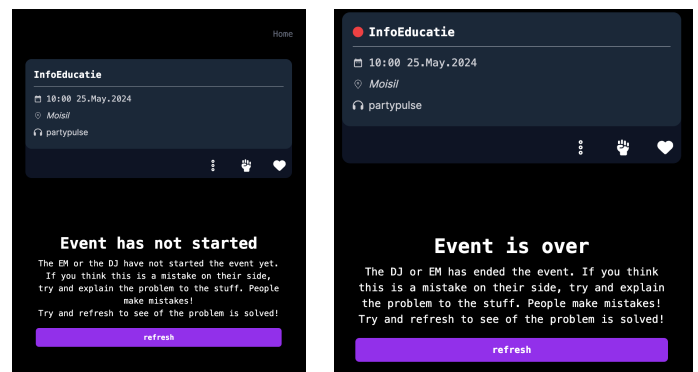 Home
InfoEducatie
10:00 25.May.2024
Moisil
partypulse
Event has not started
The EM or the DJ have not started the event yet.
If you think this is a mistake on their side,
try and explain the problem to the stuff. People
make mistakes!
Try and refresh to see of the problem is solved!
refresh
InfoEducatie
10:00 25.May.2024
Moisil
partypulse
Event is over
The DJ or EM has ended the event. If you think
this is a mistake on their side, try and explain
the problem to the stuff. People make mistakes!
Try and refresh to see of the problem is solved!
refresh